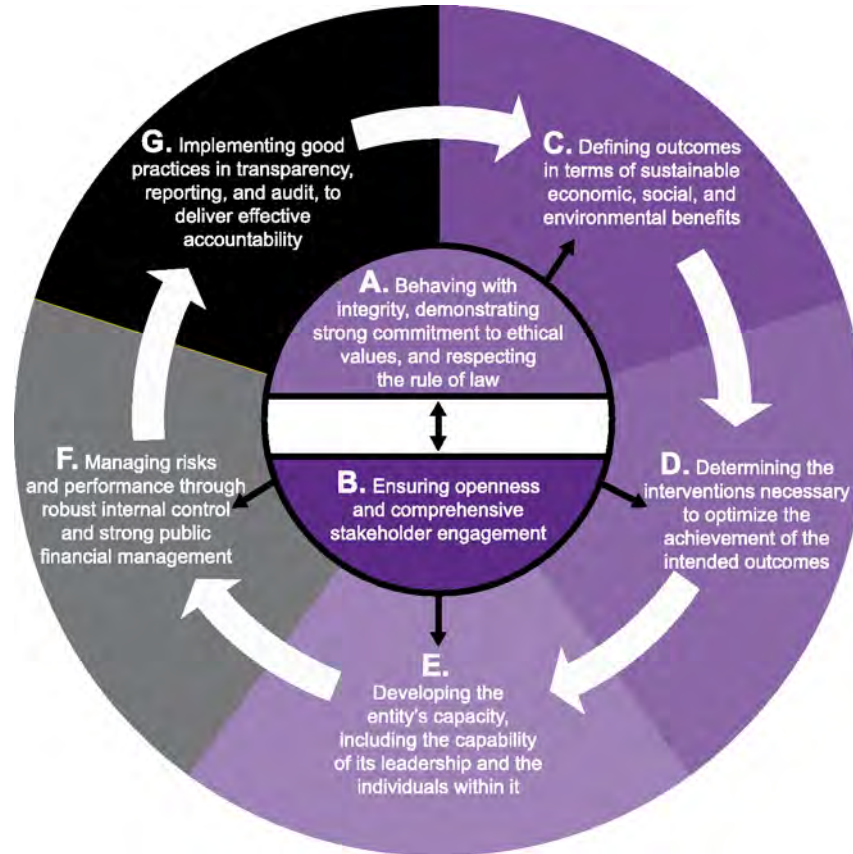 G. Implementing good
practices in transparency,
reporting, and audit, to
deliver effective
accountability
C. Defining outcomes
in terms of sustainable
economic, social, and
environmental benefits
A. Behaving with
integrity, demonstrating
strong commitment to ethical
values, and respecting
the rule of law
B. Ensuring openness
and comprehensive
stakeholder engagement
F. Managing risks
and performance through
robust internal control
and strong public
financial management
D. Determining the
interventions necessary
to optimize the
achievement of the
intended outcomes
E.
Developing the
entity's capacity,
including the capability
of its leadership and the
individuals within it